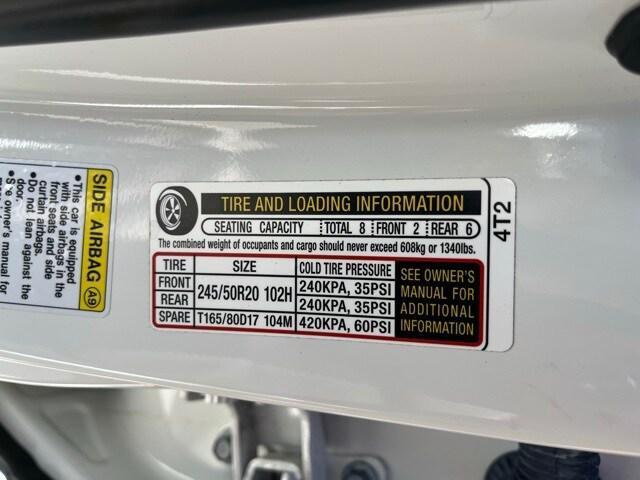 TIRE AND LOADING INFORMATION
SEATING CAPACITY TOTAL 8 FRONT 2 REAR 6
The combined weight of occupants and cargo should never exceed 608kg or 1340lbs.
TIRE SIZE COLD TIRE PRESSURE
FRONT 245/50R20 102H 240KPA, 35PSI
REAR 240KPA, 35PSI
SPARE T165/80D17 104M 420KPA, 60PSI
SEE OWNER'S
MANUAL FOR
ADDITIONAL
INFORMATION
4T2
SIDE AIRBAG A9
•This car is equipped
with side airbags in the
front seats and side
curtain airbags.
•Do not lean against the
door.
•See owner's manual for